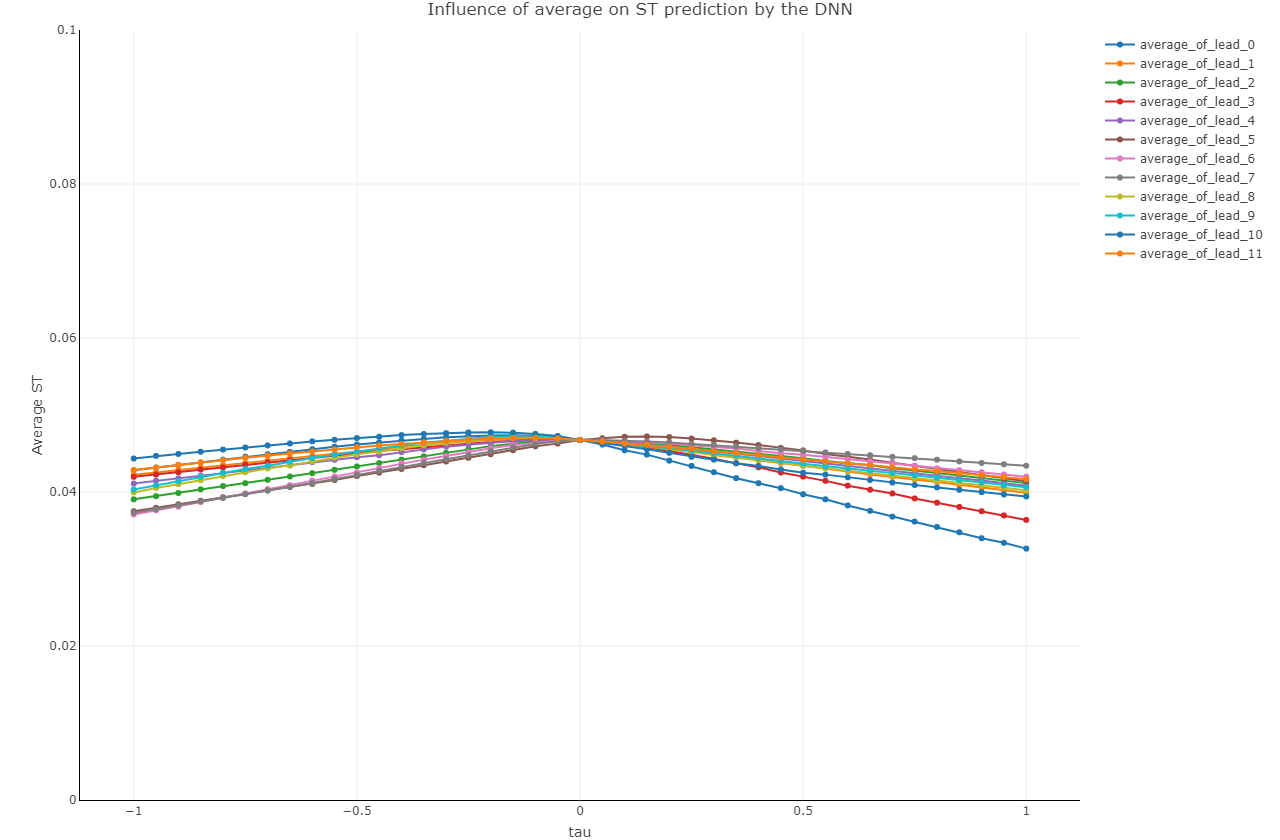 Influence of average on ST prediction by the DNN
0.1
0.08
0.06
0.04
0.02
0
Average ST
−1
−0.5
0
0.5
1
tau
average_of_lead_0
average_of_lead_1
average_of_lead_2
average_of_lead_3
average_of_lead_4
average_of_lead_5
average_of_lead_6
average_of_lead_7
average_of_lead_8
average_of_lead_9
average_of_lead_10
average_of_lead_11